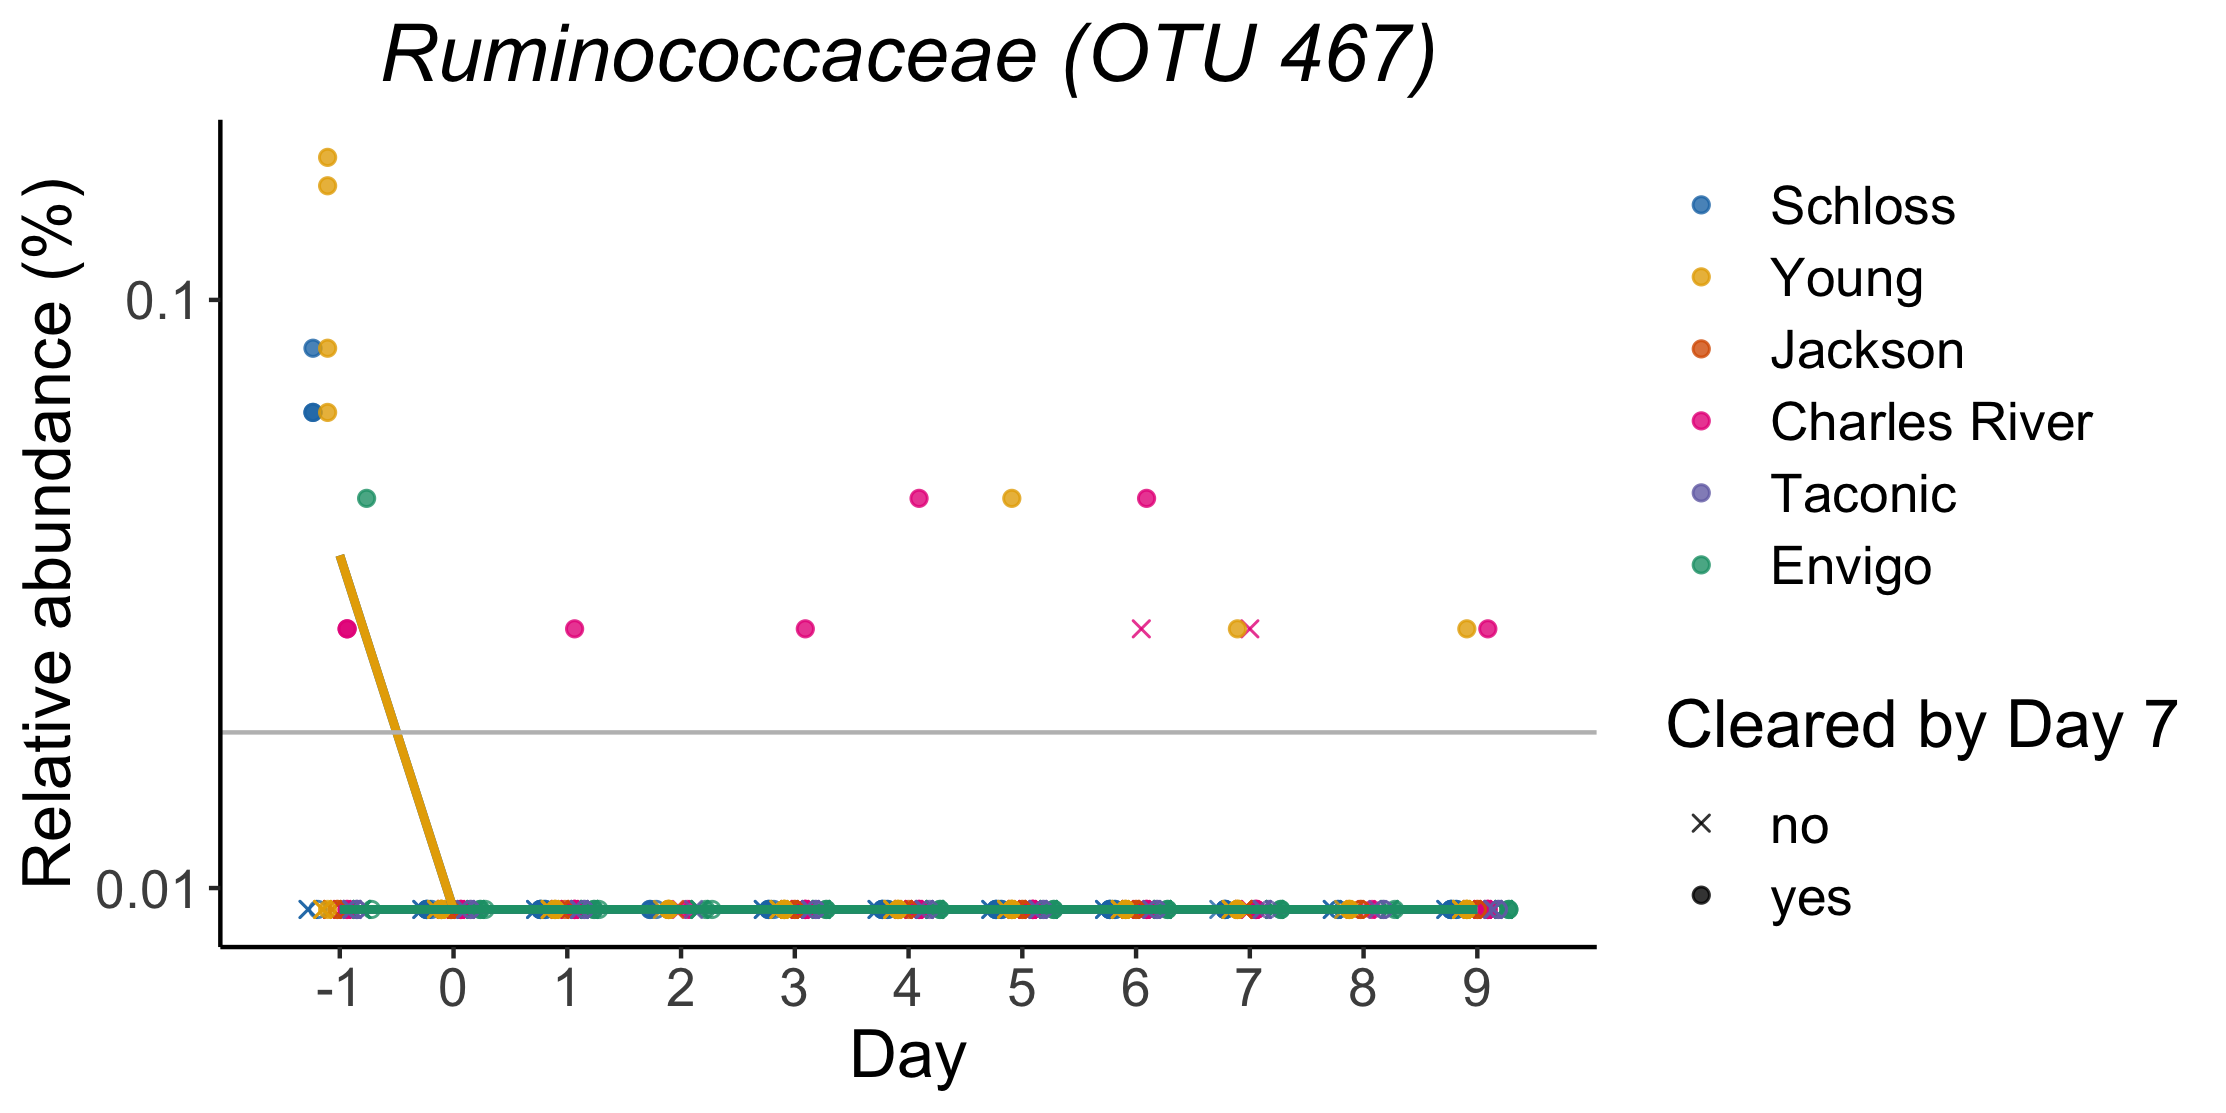 Ruminococcaceae (OTU 467)
Relative abundance (%)
0.1
0.01
-1 0 1 2 3 4 5 6 7 8 9
Day
Schloss
Young
Jackson
Charles River
Taconic
Envigo
Cleared by Day 7
no
yes